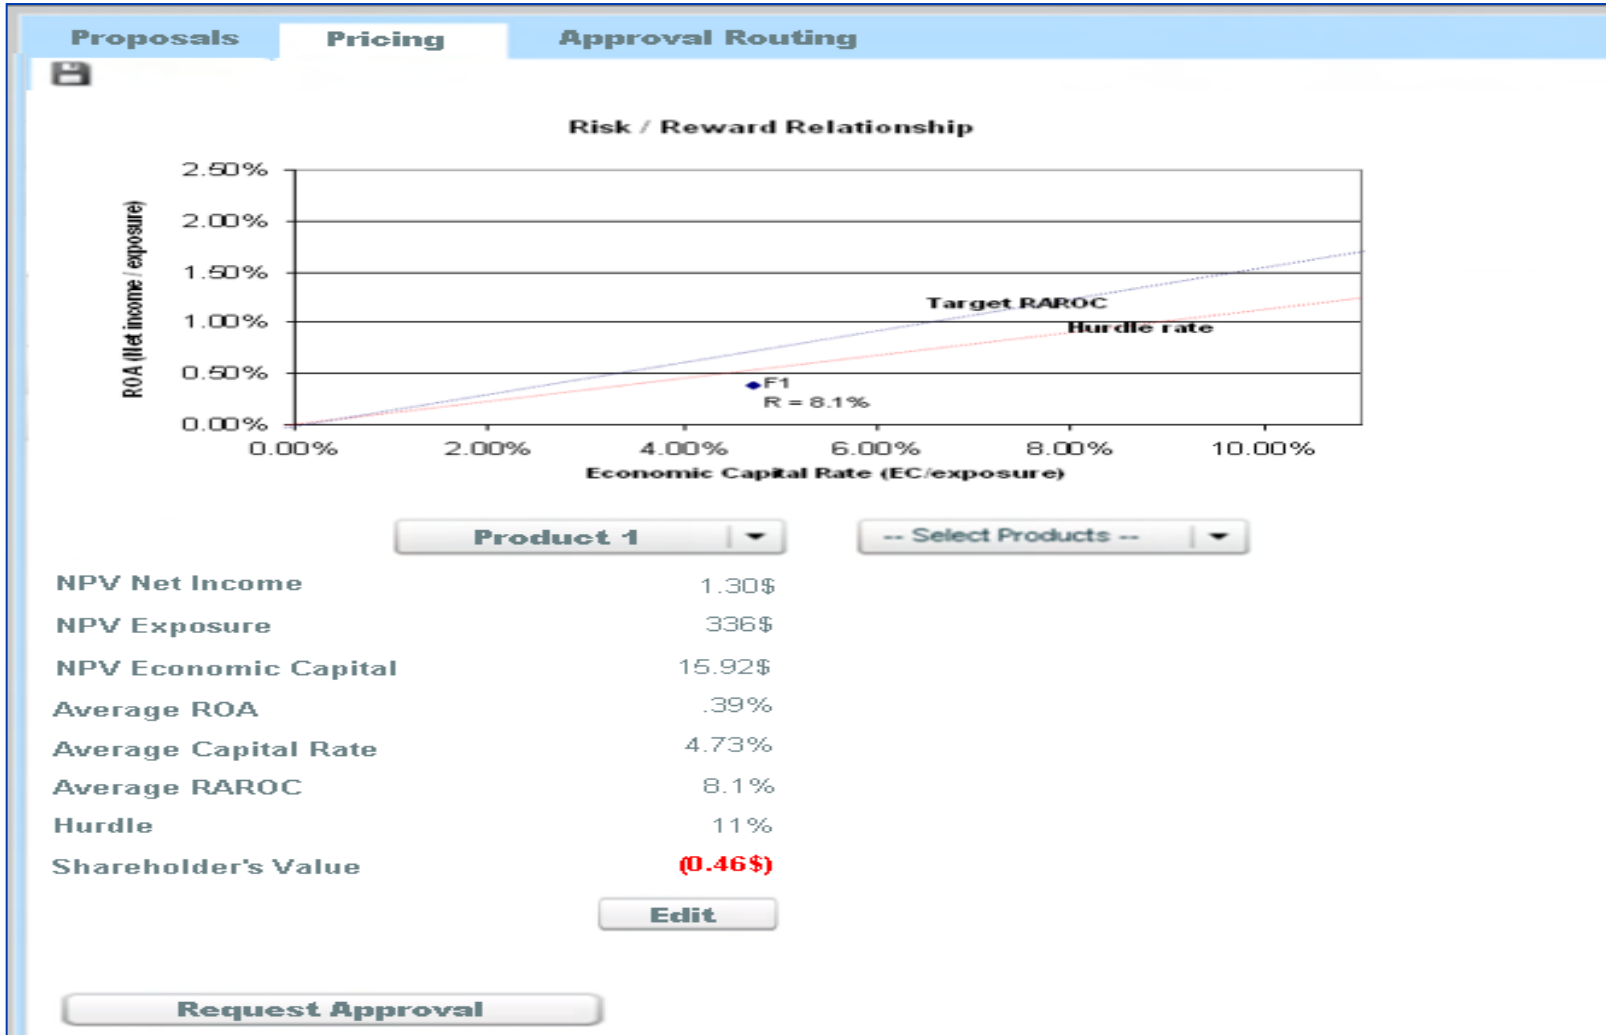 Proposals Pricing Approval Routing
Risk / Reward Relationship
2.50%
2.00%
1.50%
1.00%
0.50%
0.00%
ROA (Net income / exposure)
Target RAROC
Hurdle rate
F1
R = 8.1%
0.00% 2.00% 4.00% 6.00% 8.00% 10.00%
Economic Capital Rate (EC/exposure)
Product 1 -- Select Products --
NPV Net Income 1.30$
NPV Exposure 336$
NPV Economic Capital 15.92$
Average ROA .39%
Average Capital Rate 4.73%
Average RAROC 8.1%
Hurdle 11%
Shareholder's Value (0.46$)
Edit
Request Approval